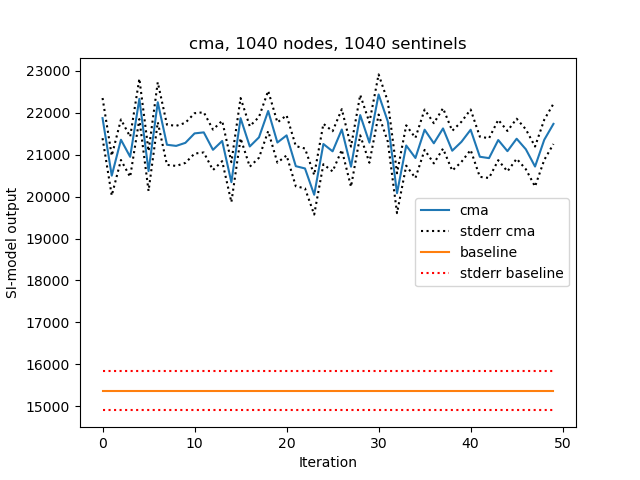 cma, 1040 nodes, 1040 sentinels
23000
22000
21000
20000
19000
18000
17000
16000
15000
SI-model output
cma
stderr cma
baseline
stderr baseline
0 10 20 30 40 50
Iteration